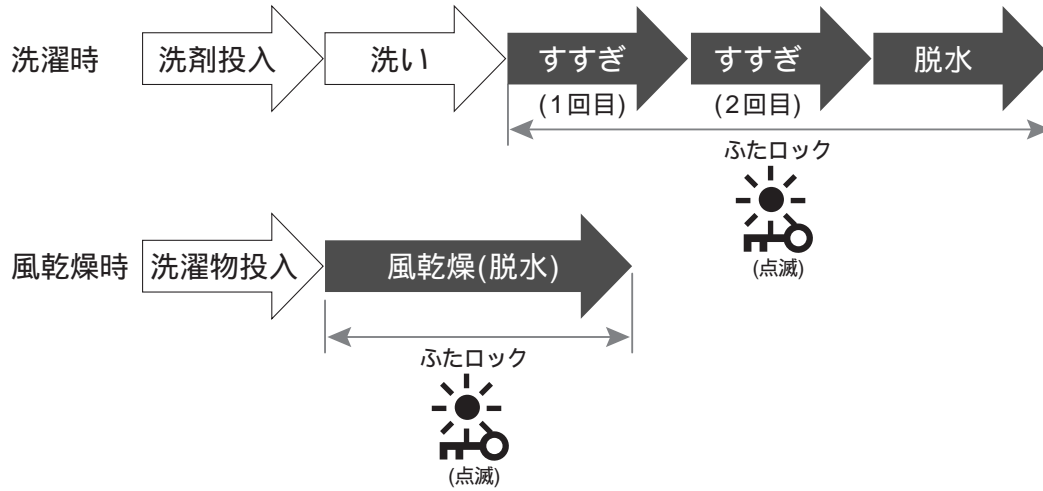 洗濯時 洗剤投入 洗い すすぎ すすぎ 脱水
(1回目) (2回目)
ふたロック
(点滅)
風乾燥時 洗濯物投入 風乾燥(脱水)
ふたロック
(点滅)